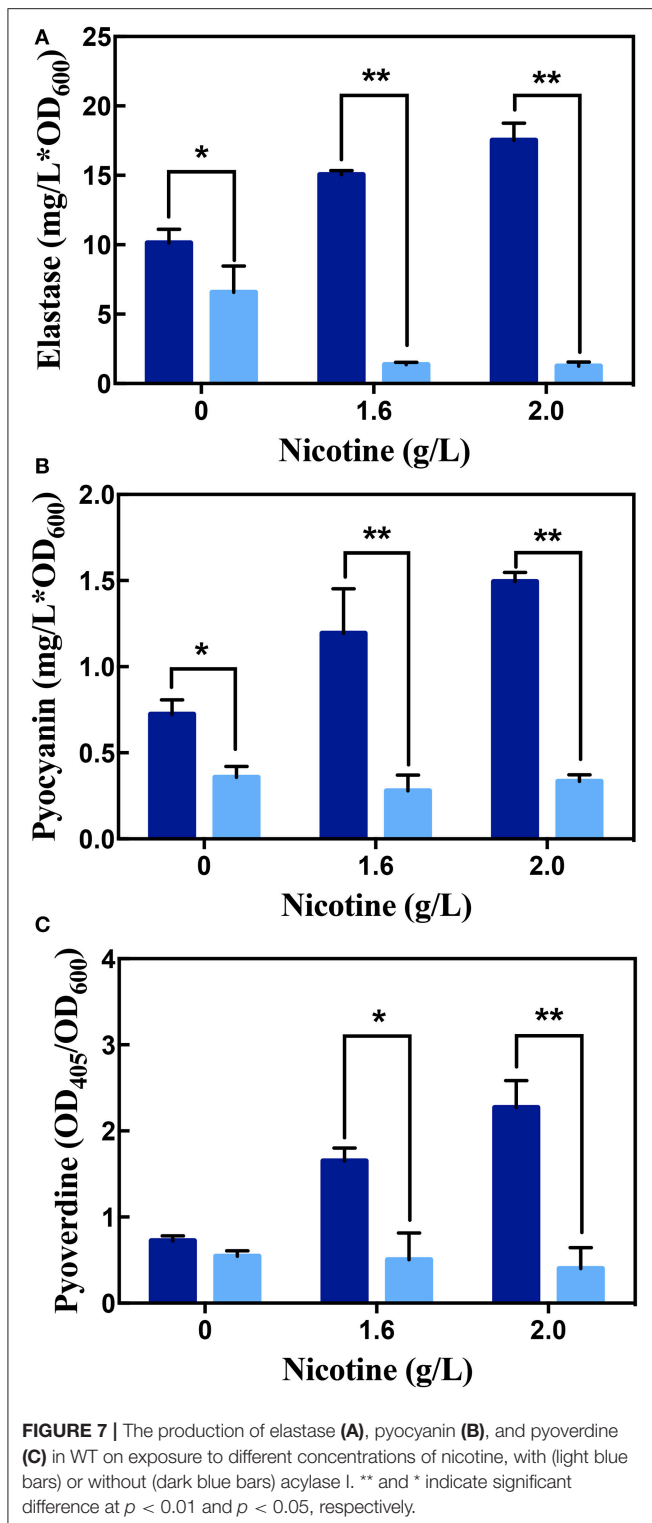 A
25
20
15
10
5
0
Elastase (mg/L*OD600)
*
**
**
0 1.6 2.0
Nicotine (g/L)
B
2.0
1.5
1.0
0.5
0.0
Pyocyanin (mg/L*OD600)
*
**
**
0 1.6 2.0
Nicotine (g/L)
C
4
3
2
1
0
Pyoverdine (OD405/OD600)
*
**
0 1.6 2.0
Nicotine (g/L)
FIGURE 7 | The production of elastase (A), pyocyanin (B), and pyoverdine
(C) in WT on exposure to different concentrations of nicotine, with (light blue
bars) or without (dark blue bars) acylase I. ** and * indicate significant
difference at p < 0.01 and p < 0.05, respectively.